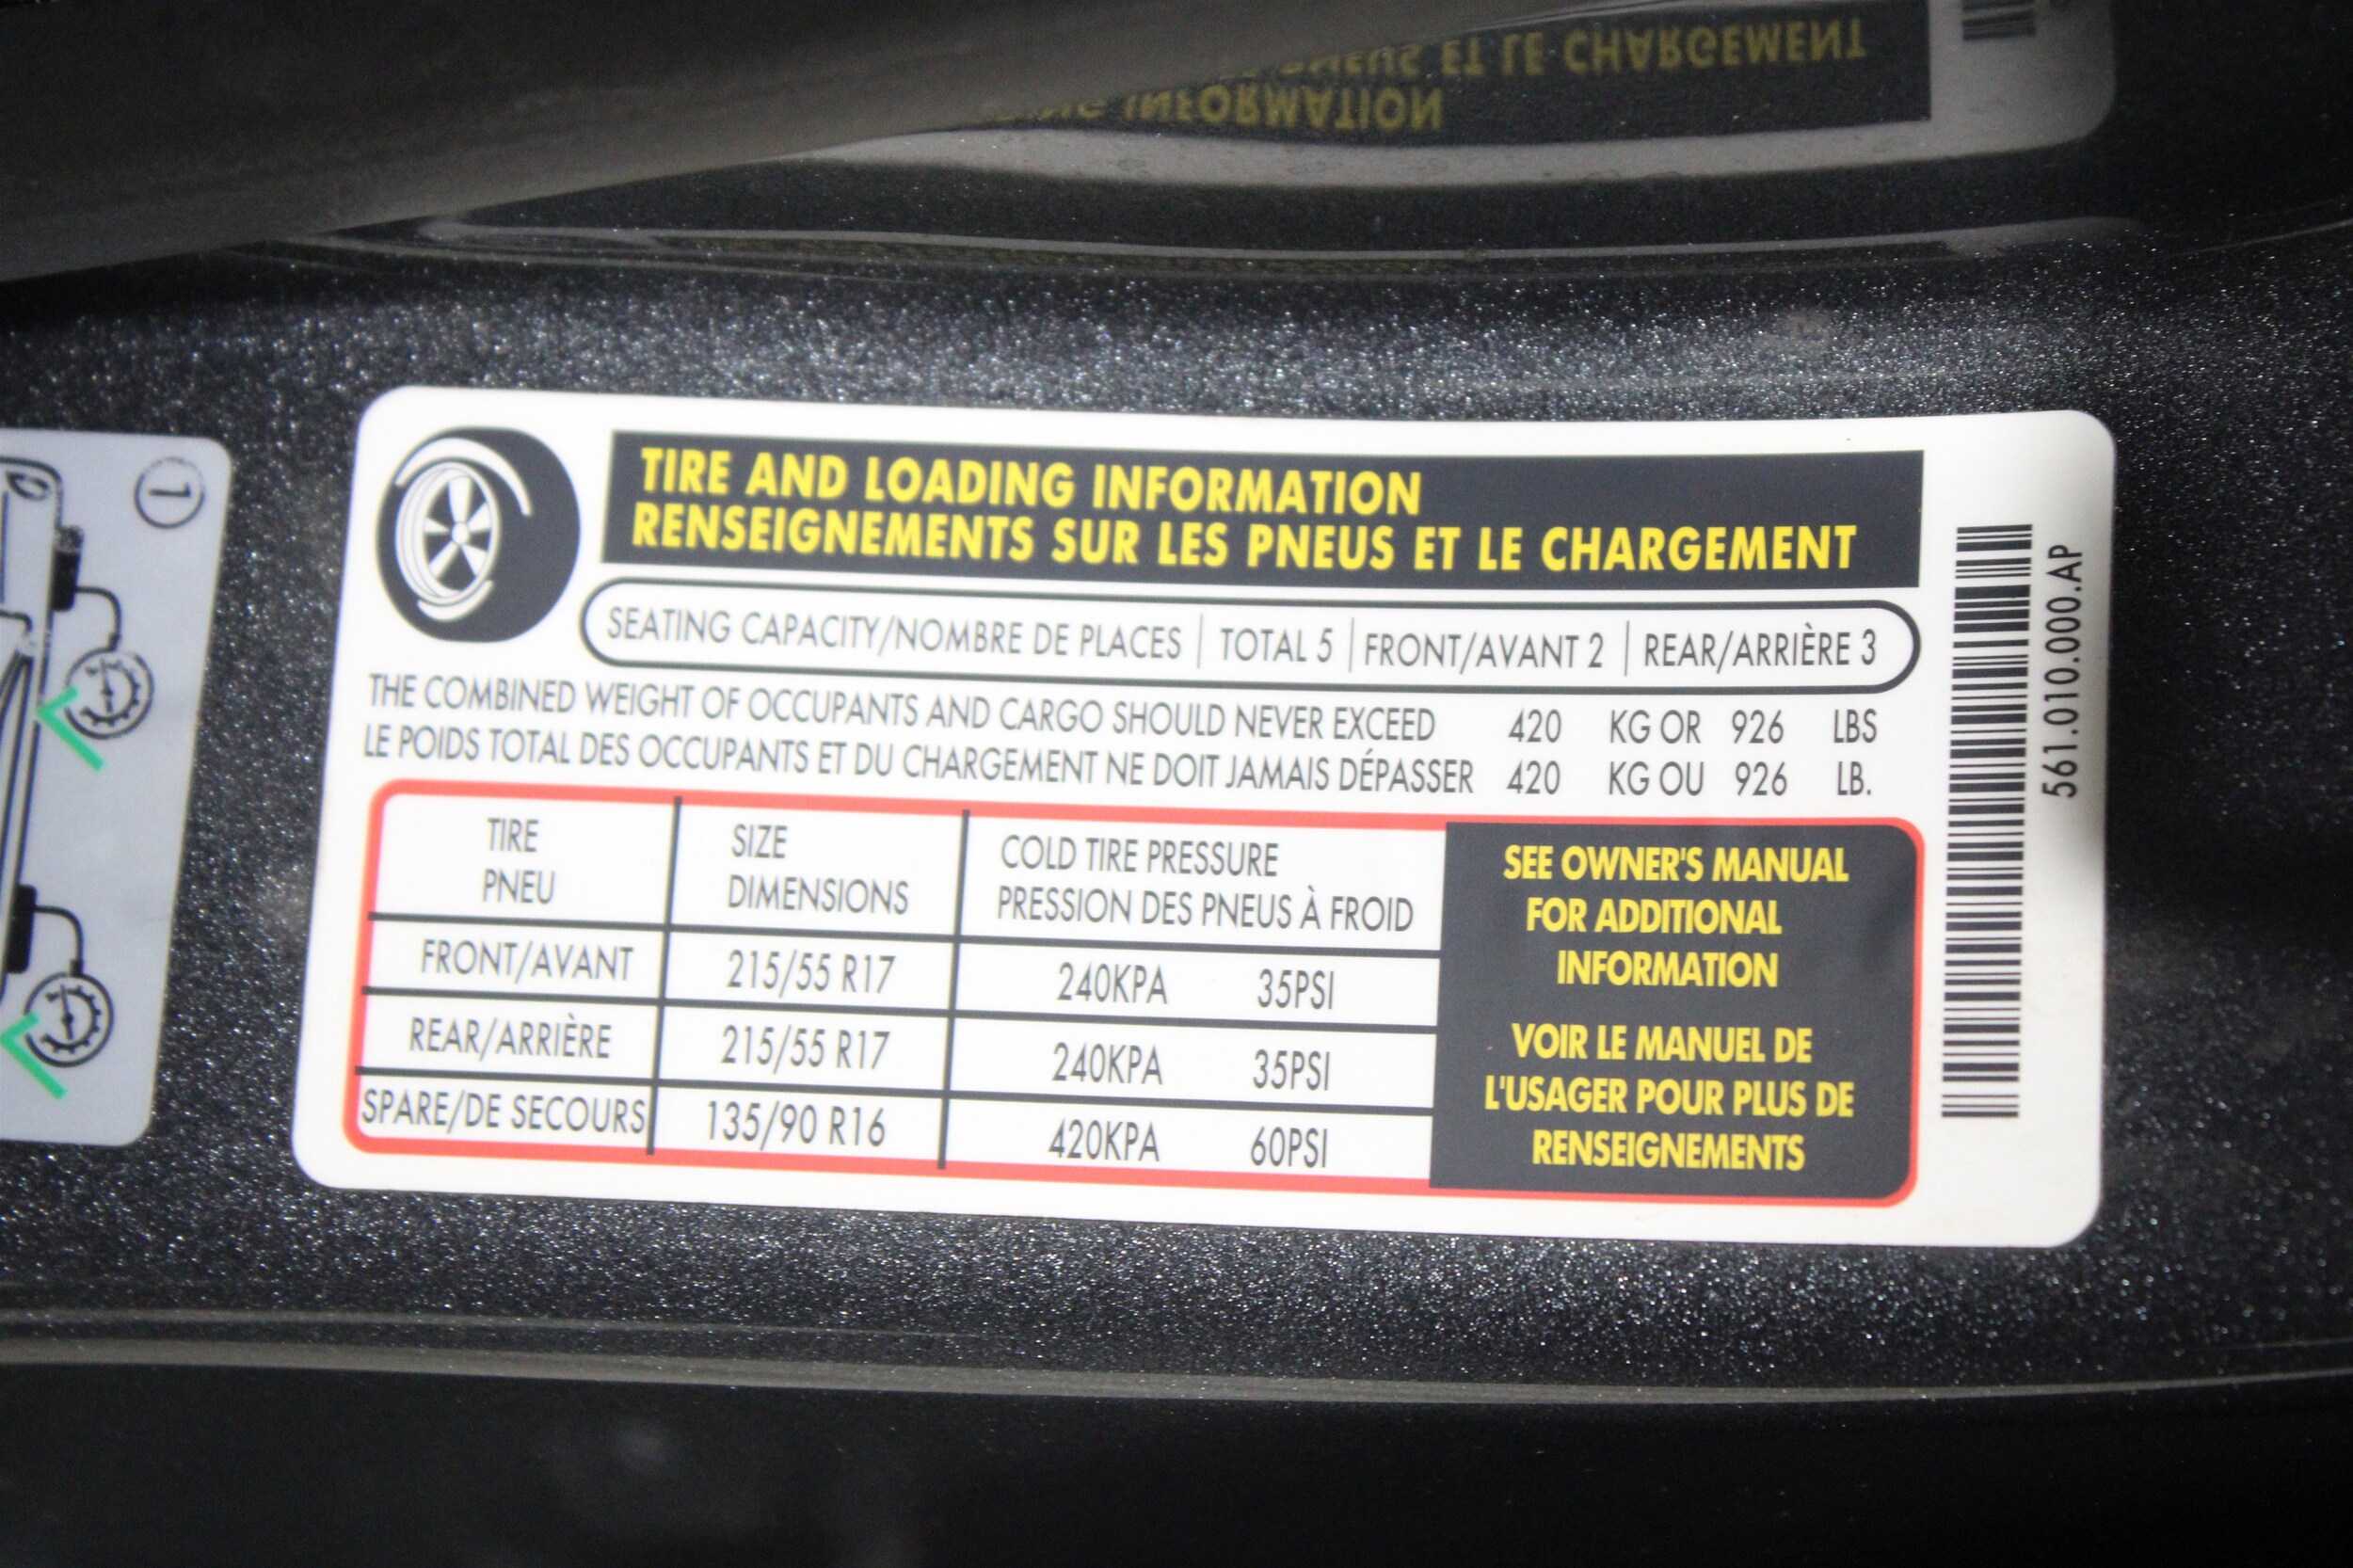 TIRE AND LOADING INFORMATION
RENSEIGNEMENTS SUR LES PNEUS ET LE CHARGEMENT
SEATING CAPACITY/NOMBRE DE PLACES TOTAL 5 FRONT/AVANT 2 REAR/ARRIÈRE 3
THE COMBINED WEIGHT OF OCCUPANTS AND CARGO SHOULD NEVER EXCEED 420 KG OR 926 LBS
LE POIDS TOTAL DES OCCUPANTS ET DU CHARGEMENT NE DOIT JAMAIS DÉPASSER 420 KG OU 926 LB.
TIRE
PNEU
SIZE
DIMENSIONS
COLD TIRE PRESSURE
PRESSION DES PNEUS À FROID
FRONT/AVANT 215/55 R17 240KPA 35PSI
REAR/ARRIÈRE 215/55 R17 240KPA 35PSI
SPARE/DE SECOURS 135/90 R16 420KPA 60PSI
SEE OWNER'S MANUAL
FOR ADDITIONAL
INFORMATION
VOIR LE MANUEL DE
L'USAGER POUR PLUS DE
RENSEIGNEMENTS
561.010.000.AP
1
INFORMATION
ET LE CHARGEMENT